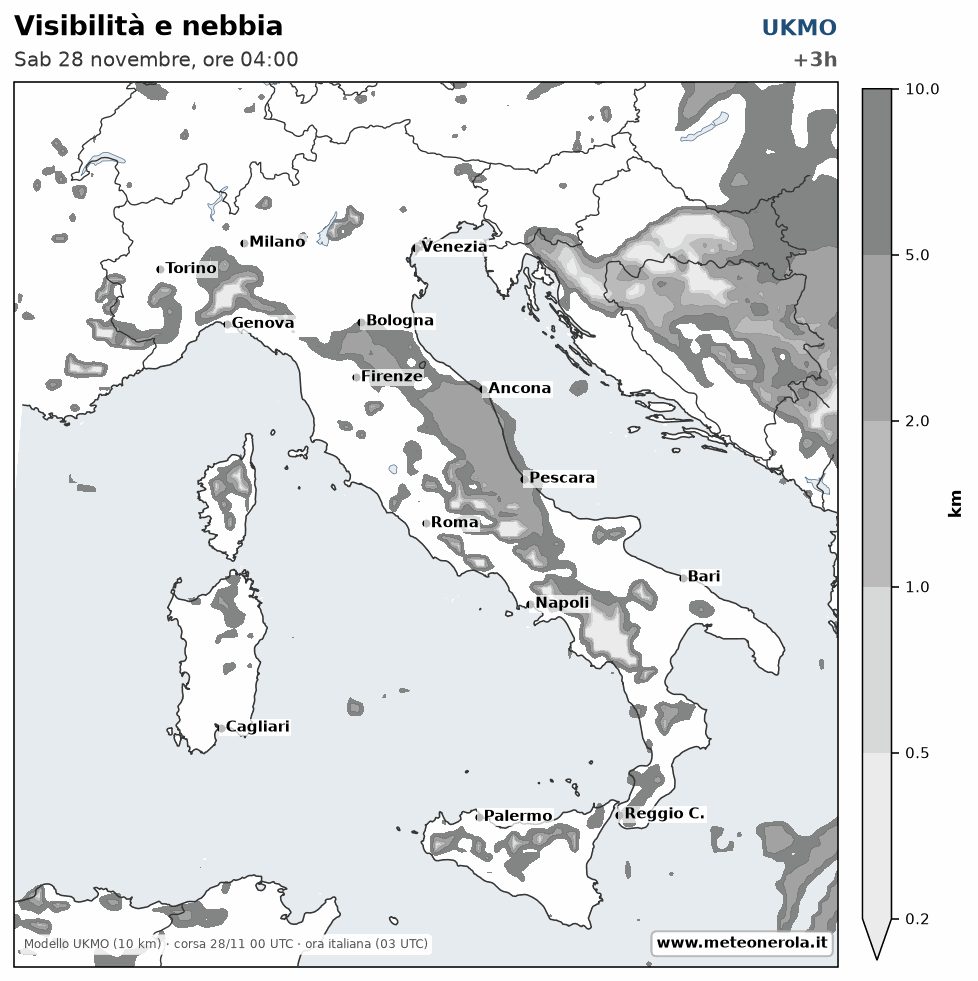 Visibilità e nebbia
UKMO
Sab 28 novembre, ore 04:00
+3h
10.0
5.0
2.0
1.0
0.5
0.2
km
Milano
Venezia
Torino
Genova
Bologna
Firenze
Ancona
Pescara
Roma
Bari
Napoli
Cagliari
Palermo
Reggio C.
Modello UKMO (10 km) · corsa 28/11 00 UTC · ora italiana (03 UTC)
www.meteonerola.it